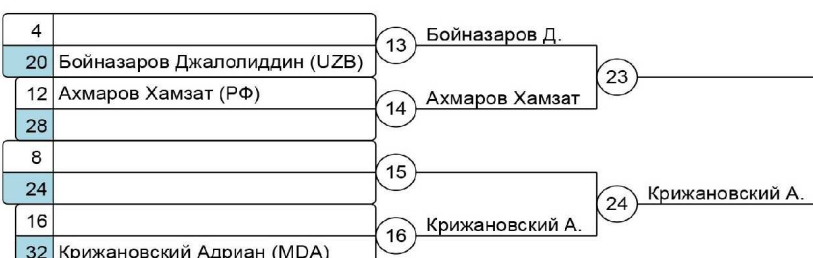 4
13
Бойназаров Д.
20 Бойназаров Джалолиддин (UZB)
23
12 Ахмаров Хамзат (РФ)
14
Ахмаров Хамзат
28
8
15
24
24
Крижановский А.
16
16
Крижановский А.
32 Крижановский Адриан (MDA)